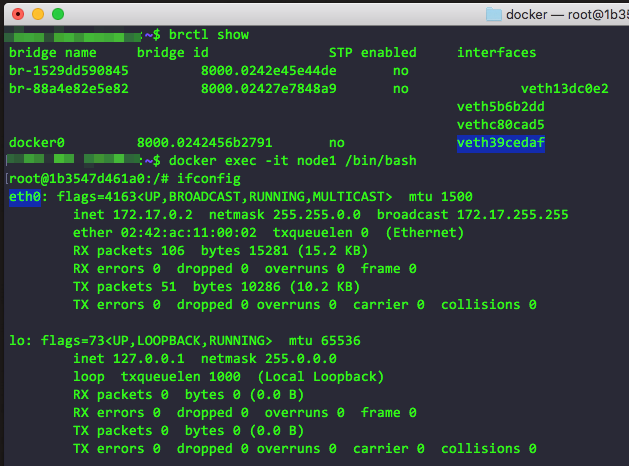 docker — root@1b35
:~$ brctl show
bridge name     bridge id               STP enabled     interfaces
br-1529dd590845         8000.0242e45e44de       no
br-88a4e82e5e82         8000.02427e7848a9       no              veth13dc0e2
                                                        veth5b6b2dd
                                                        vethc80cad5
docker0         8000.0242456b2791       no              veth39cedaf
:~$ docker exec -it node1 /bin/bash
root@1b3547d461a0:/# ifconfig
eth0: flags=4163<UP,BROADCAST,RUNNING,MULTICAST>  mtu 1500
        inet 172.17.0.2  netmask 255.255.0.0  broadcast 172.17.255.255
        ether 02:42:ac:11:00:02  txqueuelen 0  (Ethernet)
        RX packets 106  bytes 15281 (15.2 KB)
        RX errors 0  dropped 0  overruns 0  frame 0
        TX packets 51  bytes 10286 (10.2 KB)
        TX errors 0  dropped 0 overruns 0  carrier 0  collisions 0

lo: flags=73<UP,LOOPBACK,RUNNING>  mtu 65536
        inet 127.0.0.1  netmask 255.0.0.0
        loop  txqueuelen 1000  (Local Loopback)
        RX packets 0  bytes 0 (0.0 B)
        RX errors 0  dropped 0  overruns 0  frame 0
        TX packets 0  bytes 0 (0.0 B)
        TX errors 0  dropped 0 overruns 0  carrier 0  collisions 0